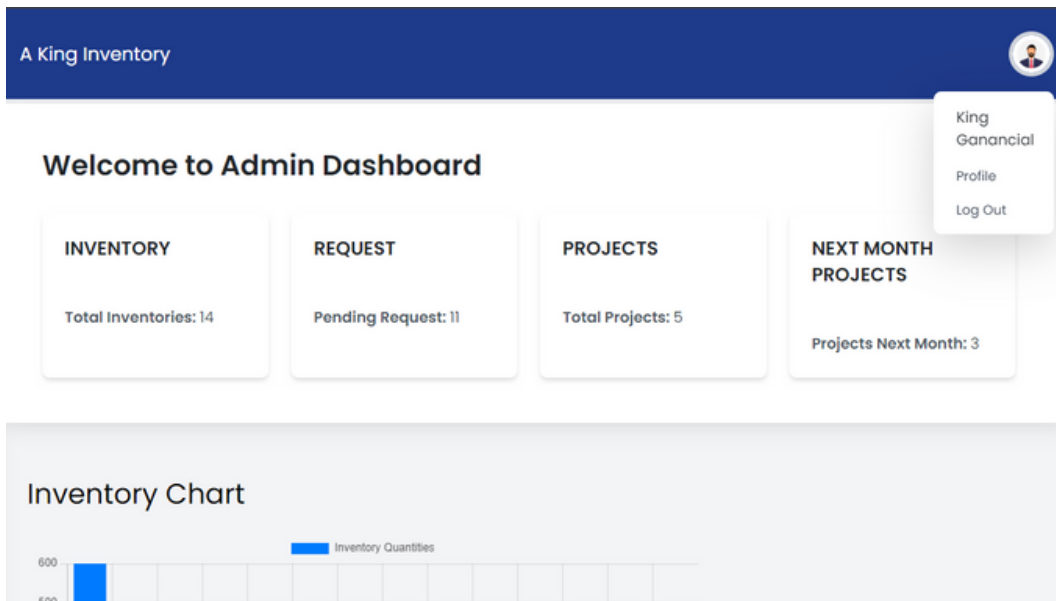 A King Inventory
King
Ganancial
Profile
Log Out
Welcome to Admin Dashboard
INVENTORY
Total Inventories: 14
REQUEST
Pending Request: 11
PROJECTS
Total Projects: 5
NEXT MONTH
PROJECTS
Projects Next Month: 3
Inventory Chart
Inventory Quantities
600
500